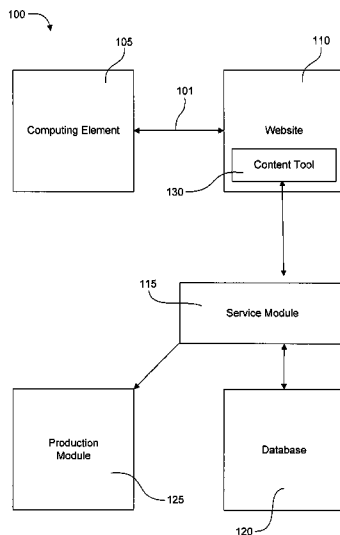 100
105
110
101
Computing Element
Website
Content Tool
130
115
Service Module
Production
Module
Database
125
120